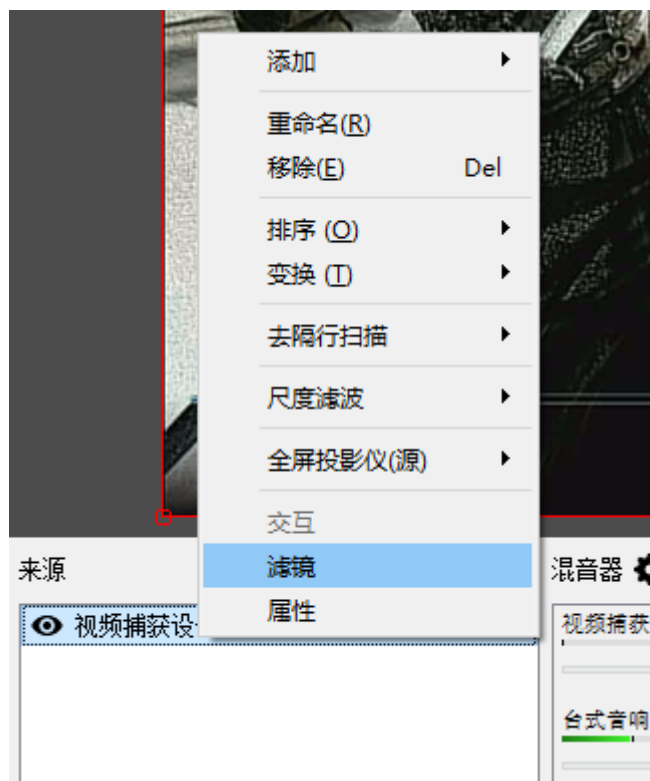 添加
重命名(R)
移除(E) Del
排序 (O)
变换 (T)
去隔行扫描
尺度滤波
全屏投影仪(源)
交互
滤镜
属性
来源
混音器
视频捕获设
视频捕获
台式音响